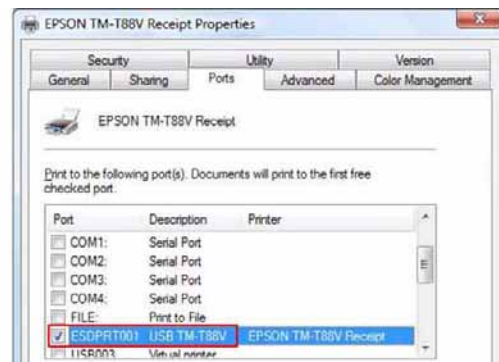 EPSON TM-T88V Receipt Properties
Security Utility Version
General Sharing Ports Advanced Color Management
EPSON TM-T88V Receipt
Print to the following port(s). Documents will print to the first free
checked port.
Port Description Printer
COM1: Serial Port
COM2: Serial Port
COM3: Serial Port
COM4: Serial Port
FILE: Print to File
ESDPRT001 USB TM-T88V EPSON TM-T88V Receipt
USB003 Virtual printer